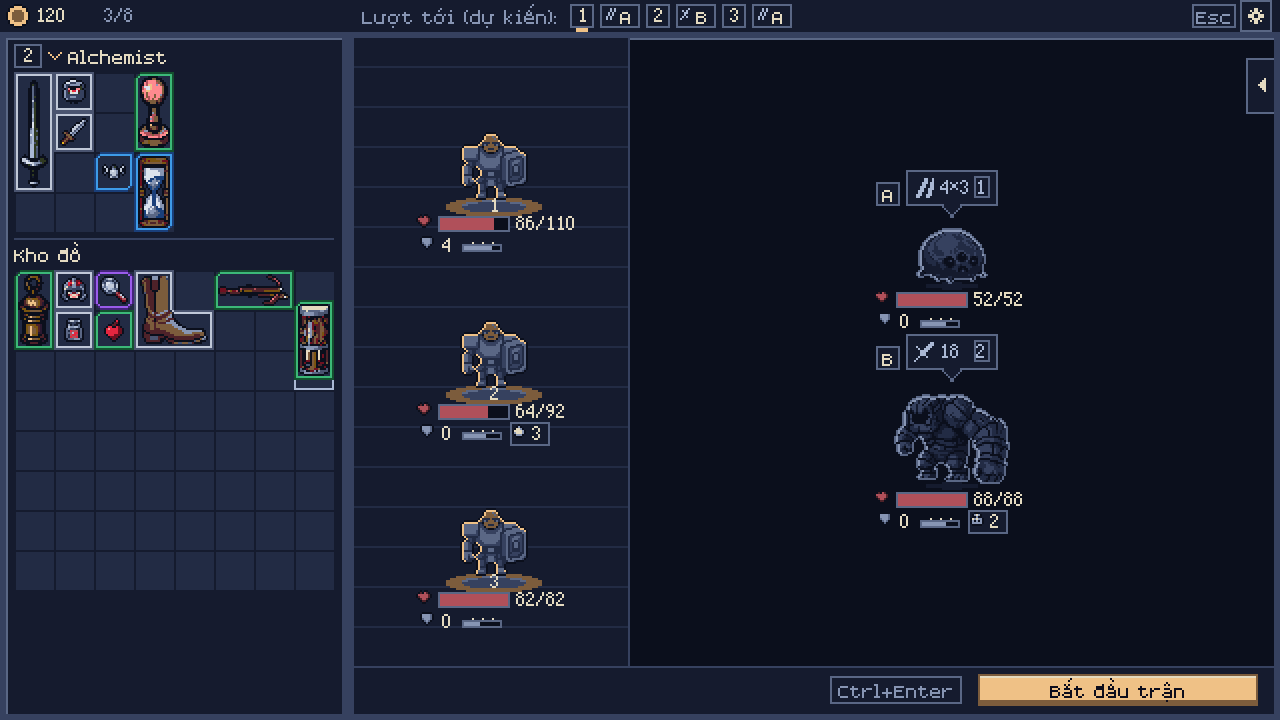 120 3/8 Lượt tới (dự kiến): 1 A 2 B 3 A Esc
2 Alchemist
Kho đồ
1
86/110
4
2
64/92
0 3
3
82/82
0
A 4×3 1
52/52
0
B 18 2
88/88
0 2
Ctrl+Enter Bắt đầu trận